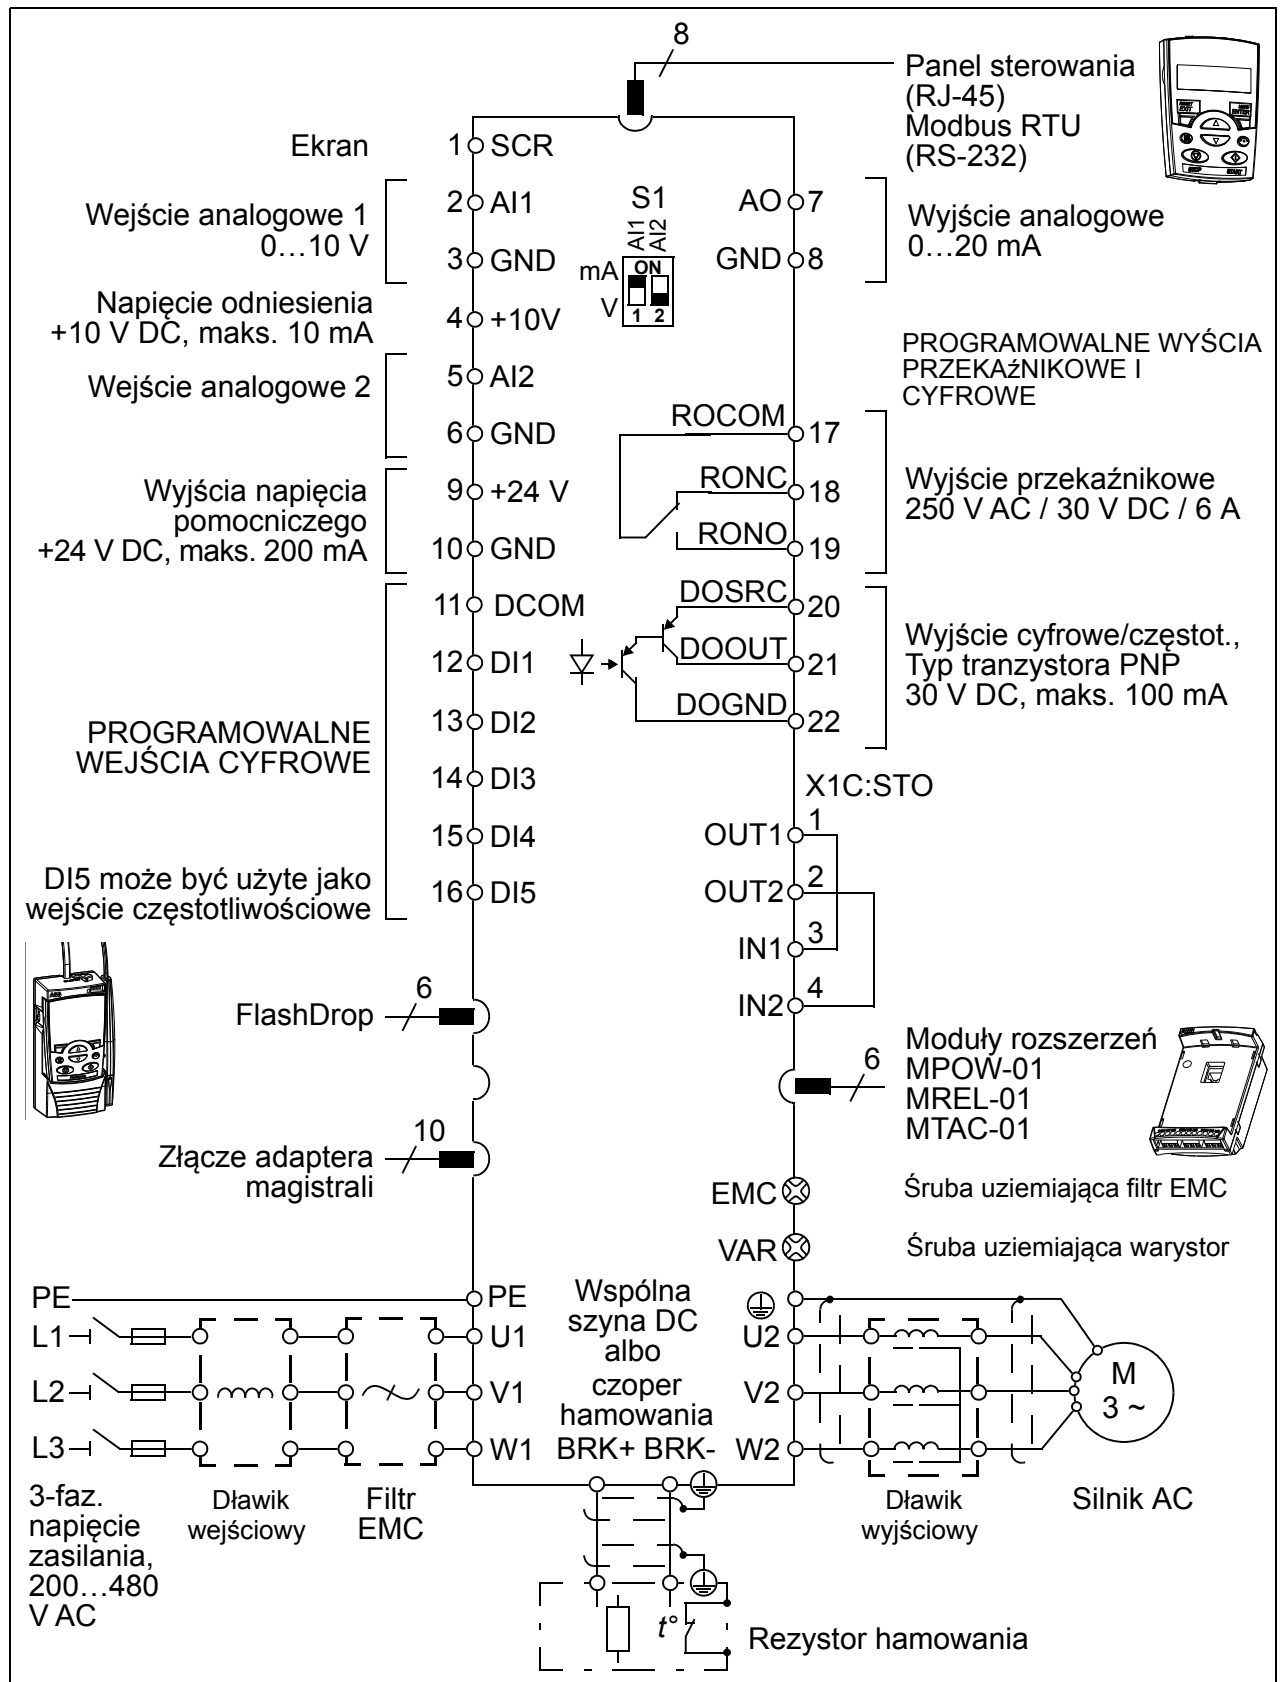 8
Panel sterowania
(RJ-45)
Modbus RTU
(RS-232)
Ekran
1 SCR
Wejście analogowe 1
0…10 V
2 AI1
3 GND
S1
AI1
AI2
mA
V
ON
1 2
AO 7
GND 8
Wyjście analogowe
0…20 mA
Napięcie odniesienia
+10 V DC, maks. 10 mA
4 +10V
Wejście analogowe 2
5 AI2
6 GND
PROGRAMOWALNE WYŚCIA
PRZEKAźNIKOWE I
CYFROWE
ROCOM 17
RONC 18
RONO 19
Wyjście przekaźnikowe
250 V AC / 30 V DC / 6 A
Wyjścia napięcia
pomocniczego
+24 V DC, maks. 200 mA
9 +24 V
10 GND
11 DCOM
12 DI1
13 DI2
14 DI3
15 DI4
16 DI5
PROGRAMOWALNE
WEJŚCIA CYFROWE
DI5 może być użyte jako
wejście częstotliwościowe
DOSRC 20
DOOUT 21
DOGND 22
Wyjście cyfrowe/częstot.,
Typ tranzystora PNP
30 V DC, maks. 100 mA
X1C:STO
OUT1 1
OUT2 2
IN1 3
IN2 4
FlashDrop
6
Moduły rozszerzeń
MPOW-01
MREL-01
MTAC-01
6
Złącze adaptera
magistrali
10
EMC
Śruba uziemiająca filtr EMC
VAR
Śruba uziemiająca warystor
PE
PE
L1
U1
L2
V1
L3
W1
Wspólna
szyna DC
albo
czoper
hamowania
BRK+ BRK-
U2
V2
W2
M
3 ~
3-faz.
napięcie
zasilania,
200…480
V AC
Dławik
wejściowy
Filtr
EMC
Dławik
wyjściowy
Silnik AC
t°
Rezystor hamowania